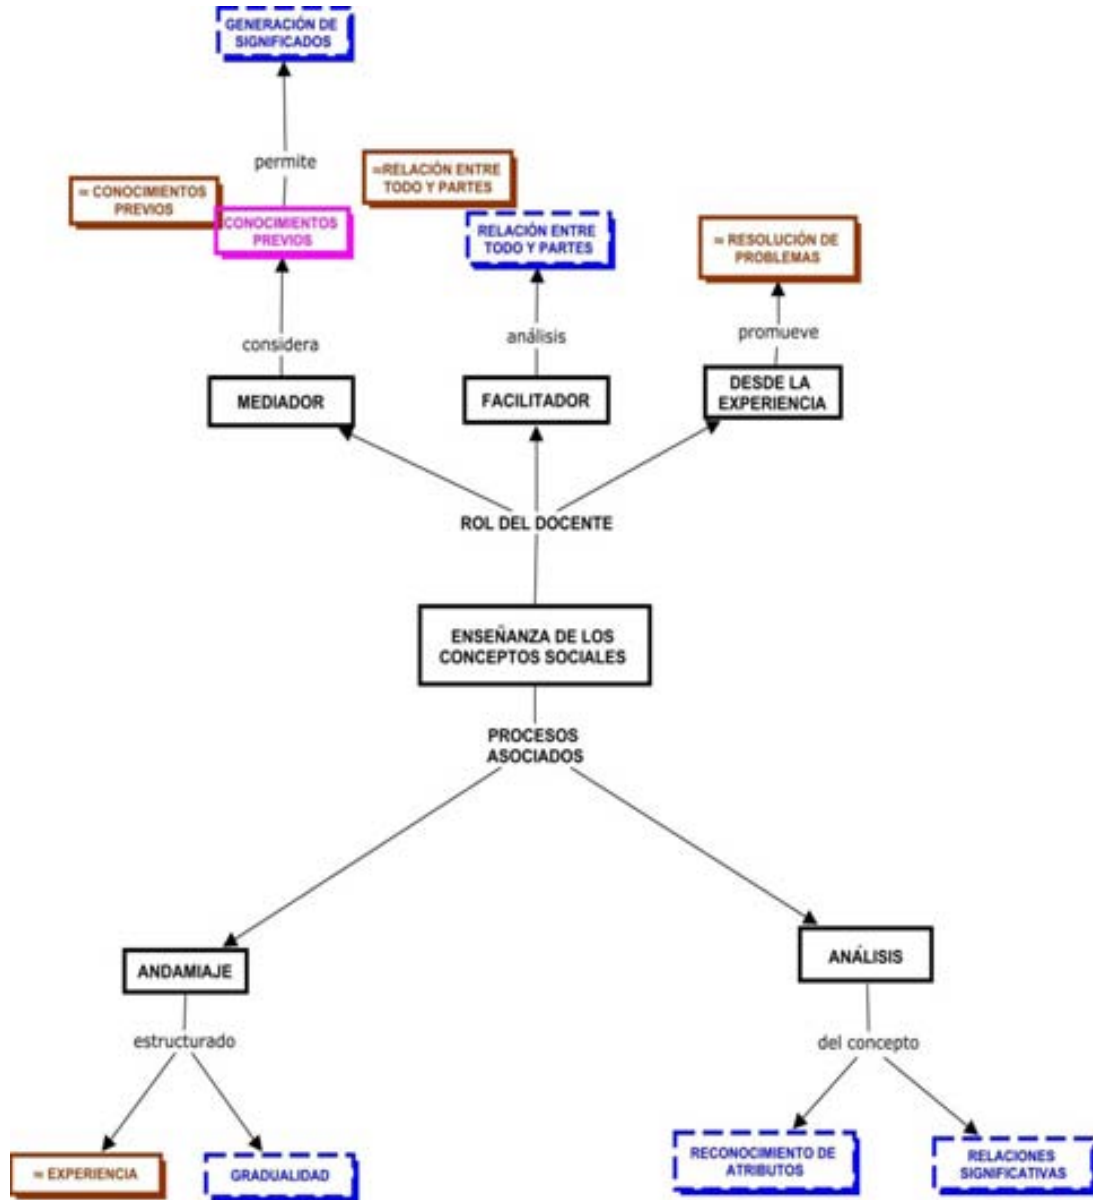 GENERACIÓN DE
SIGNIFICADOS
permite
=RELACIÓN ENTRE
TODO Y PARTES
= CONOCIMIENTOS
PREVIOS
CONOCIMIENTOS
PREVIOS
RELACIÓN ENTRE
TODO Y PARTES
= RESOLUCIÓN DE
PROBLEMAS
considera
análisis
promueve
MEDIADOR
FACILITADOR
DESDE LA
EXPERIENCIA
ROL DEL DOCENTE
ENSEÑANZA DE LOS
CONCEPTOS SOCIALES
PROCESOS
ASOCIADOS
ANDAMIAJE
ANÁLISIS
estructurado
del concepto
= EXPERIENCIA
GRADUALIDAD
RECONOCIMIENTO DE
ATRIBUTOS
RELACIONES
SIGNIFICATIVAS